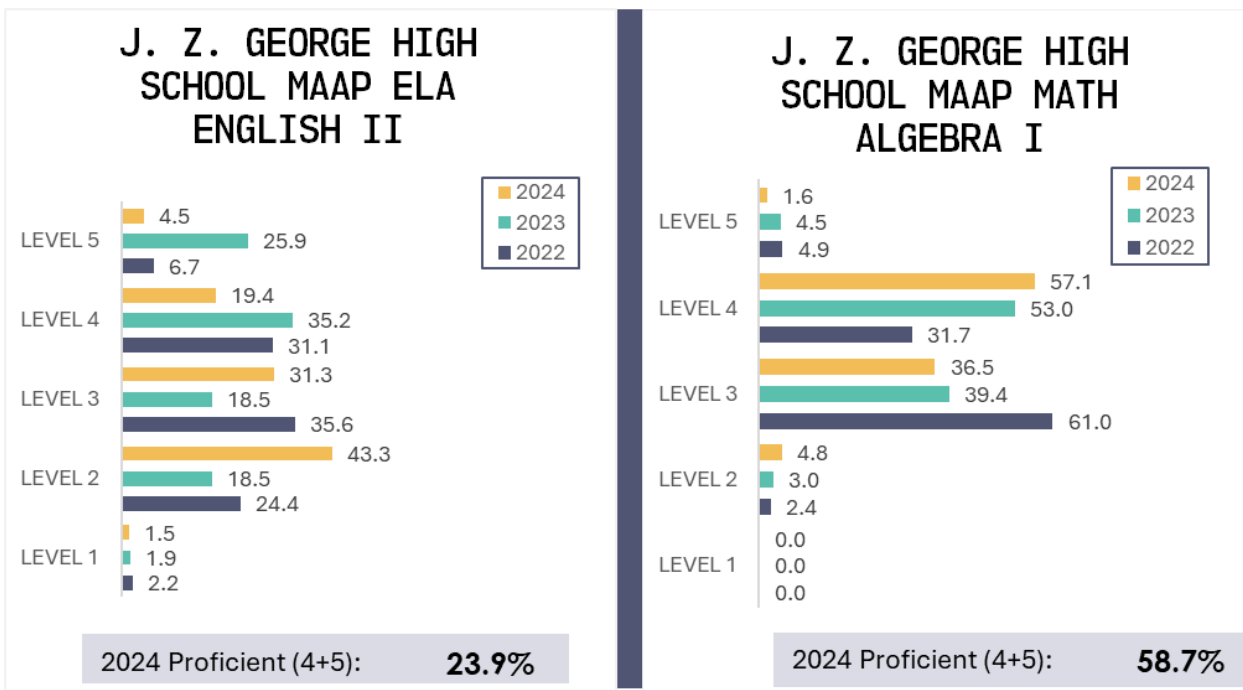 J. Z. GEORGE HIGH
SCHOOL MAAP ELA
ENGLISH II
2024
2023
2022
LEVEL 5
4.5
25.9
6.7
LEVEL 4
19.4
35.2
31.1
LEVEL 3
31.3
18.5
35.6
LEVEL 2
43.3
18.5
24.4
LEVEL 1
1.5
1.9
2.2
2024 Proficient (4+5): 23.9%
J. Z. GEORGE HIGH
SCHOOL MAAP MATH
ALGEBRA I
2024
2023
2022
LEVEL 5
1.6
4.5
4.9
LEVEL 4
57.1
53.0
31.7
LEVEL 3
36.5
39.4
61.0
LEVEL 2
4.8
3.0
2.4
LEVEL 1
0.0
0.0
0.0
2024 Proficient (4+5): 58.7%